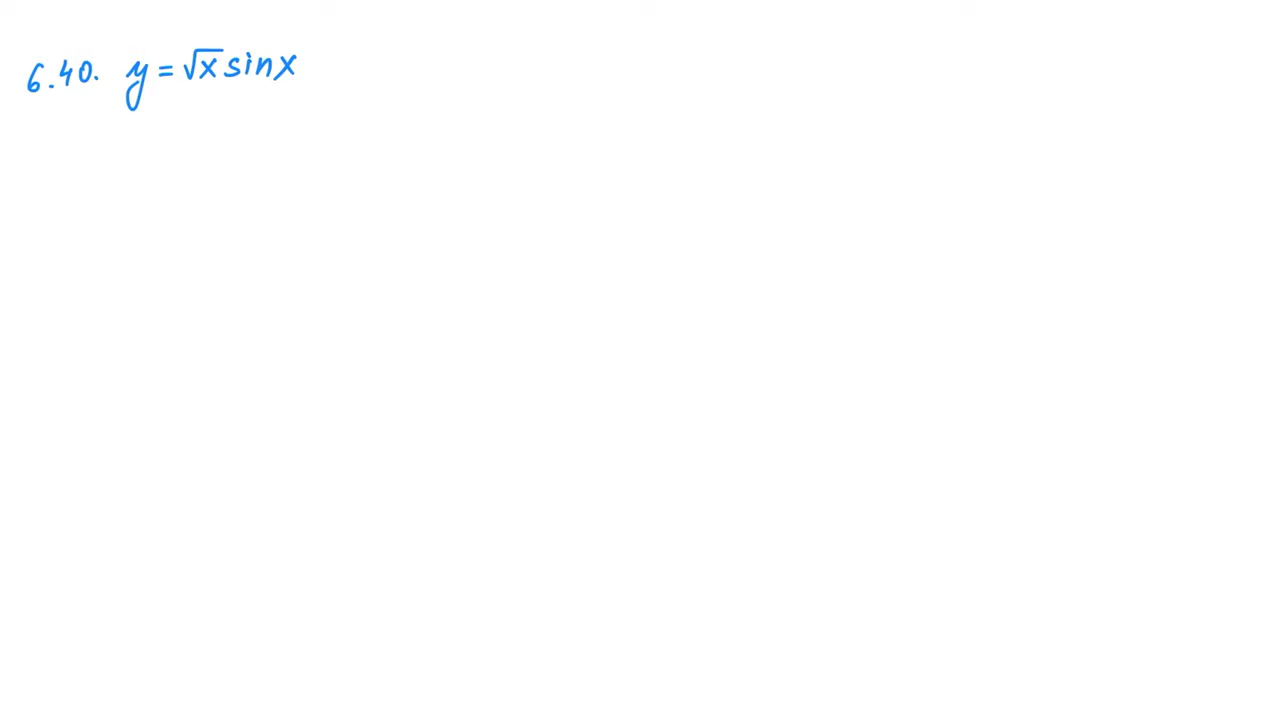 6.40. y = √x sinx